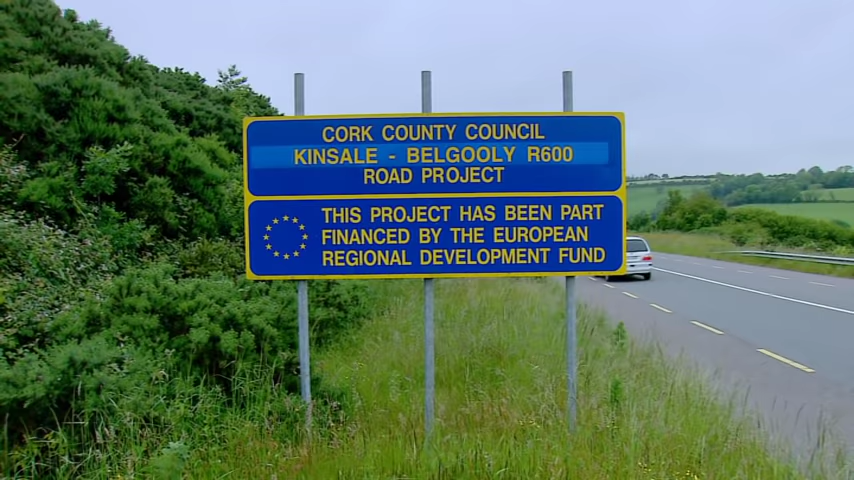 CORK COUNTY COUNCIL
KINSALE - BELGOOLY R600
ROAD PROJECT
THIS PROJECT HAS BEEN PART
FINANCED BY THE EUROPEAN
REGIONAL DEVELOPMENT FUND